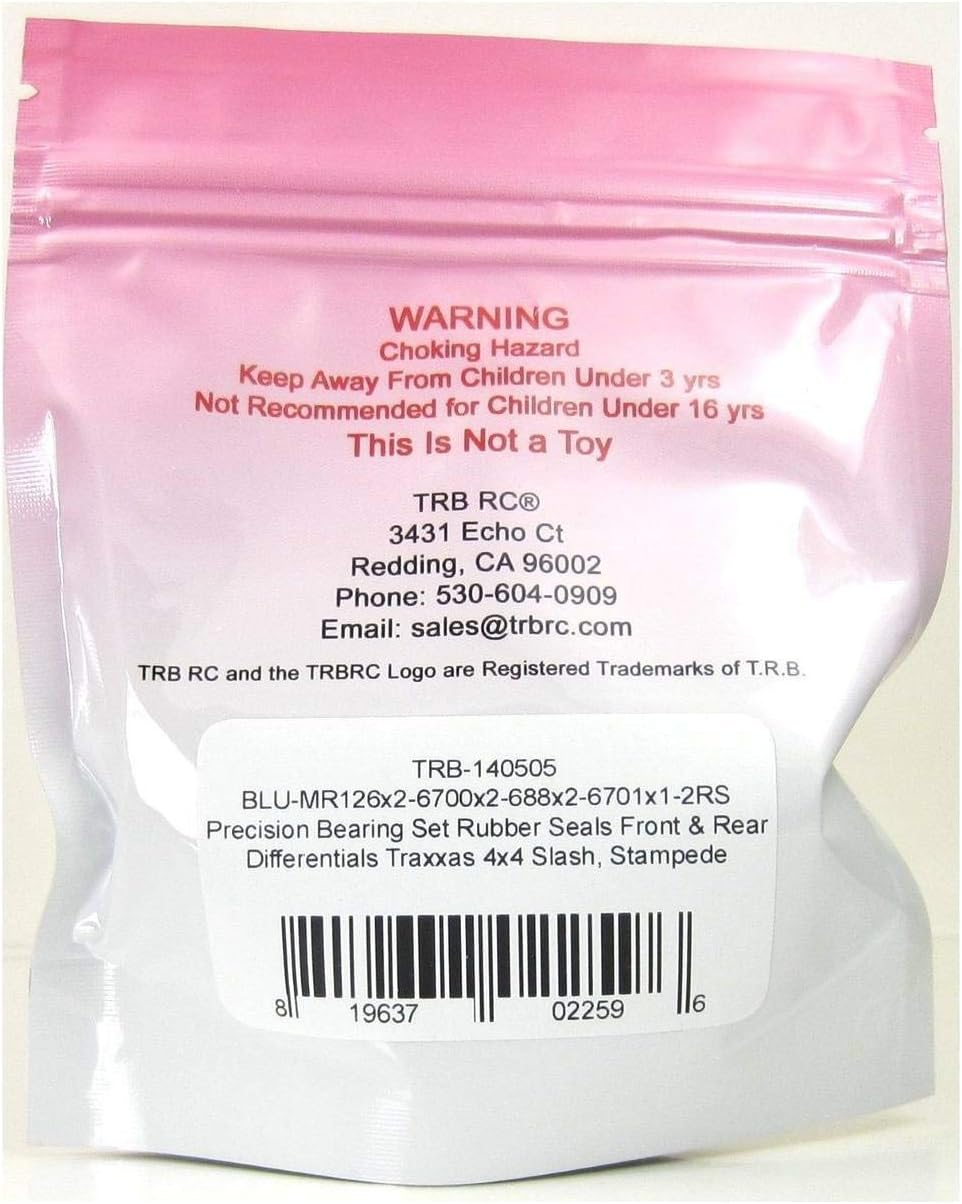 WARNING
Choking Hazard
Keep Away From Children Under 3 yrs
Not Recommended for Children Under 16 yrs
This Is Not a Toy
TRB RC®
3431 Echo Ct
Redding, CA 96002
Phone: 530-604-0909
Email: sales@trbrc.com
TRB RC and the TRBRC Logo are Registered Trademarks of T.R.B.
TRB-140505
BLU-MR126x2-6700x2-688x2-6701x1-2RS
Precision Bearing Set Rubber Seals Front & Rear
Differentials Traxxas 4x4 Slash, Stampede
8 19637 02259 6